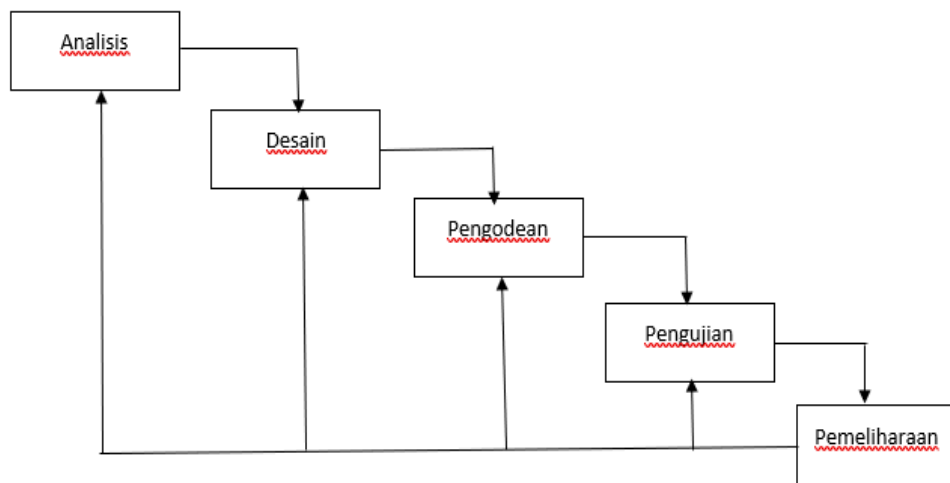 Analisis
Desain
Pengodean
Pengujian
Pemeliharaan